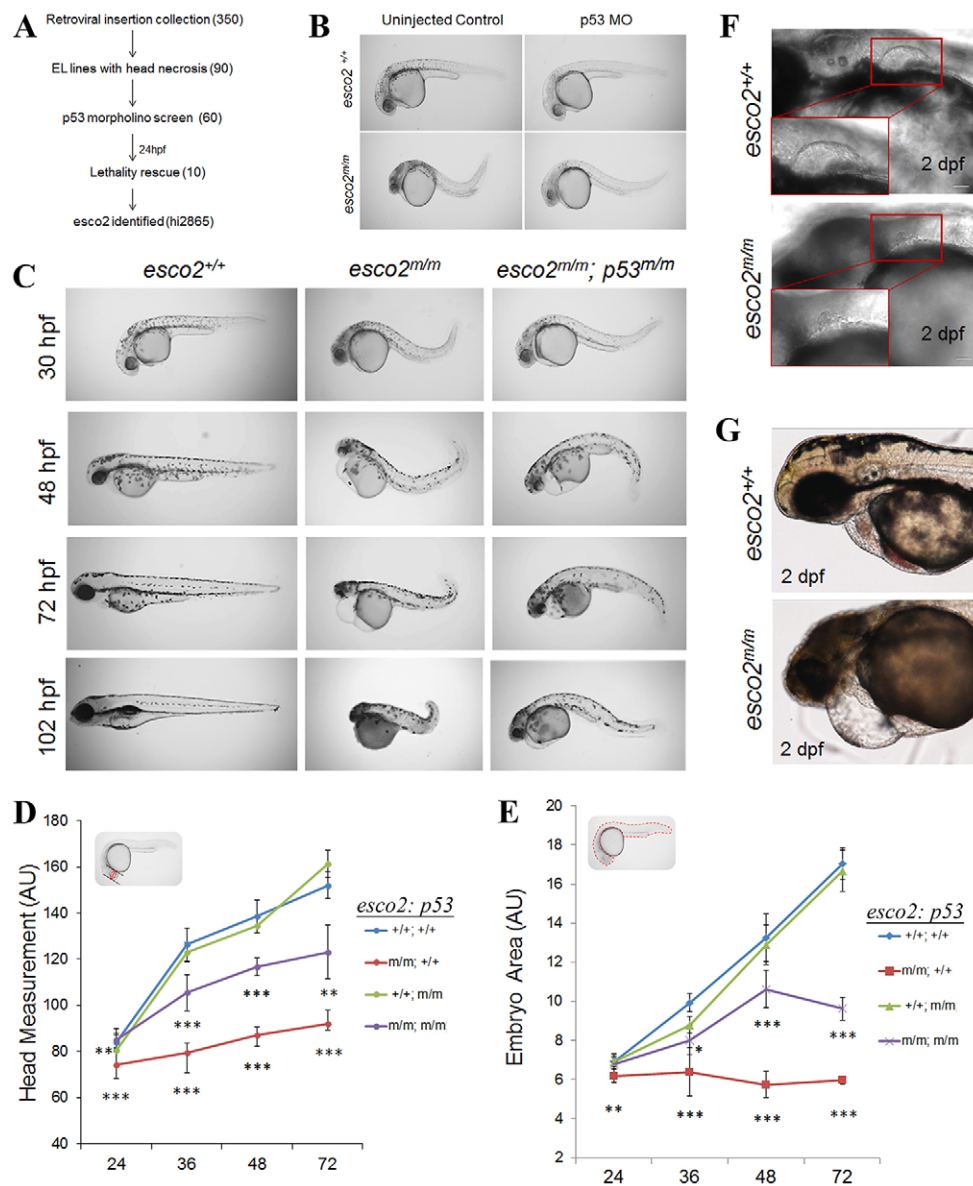 A
Retroviral insertion collection (350)
EL lines with head necrosis (90)
p53 morpholino screen (60)
24hpf
Lethality rescue (10)
esco2 identified (hi2865)
B
Uninjected Control
p53 MO
esco2 +/+
esco2m/m
C
esco2+/+
esco2m/m
esco2m/m; p53m/m
30 hpf
48 hpf
72 hpf
102 hpf
F
esco2+/+
2 dpf
esco2m/m
2 dpf
G
esco2+/+
2 dpf
esco2m/m
2 dpf
D
Head Measurement (AU)
180
160
140
120
100
80
60
40
24
36
48
72
**
***
***
***
***
***
**
***
esco2: p53
+/+; +/+
m/m; +/+
+/+; m/m
m/m; m/m
E
Embryo Area (AU)
20
18
16
14
12
10
8
6
4
2
24
36
48
72
**
*
***
***
***
***
***
esco2: p53
+/+; +/+
m/m; +/+
+/+; m/m
m/m; m/m